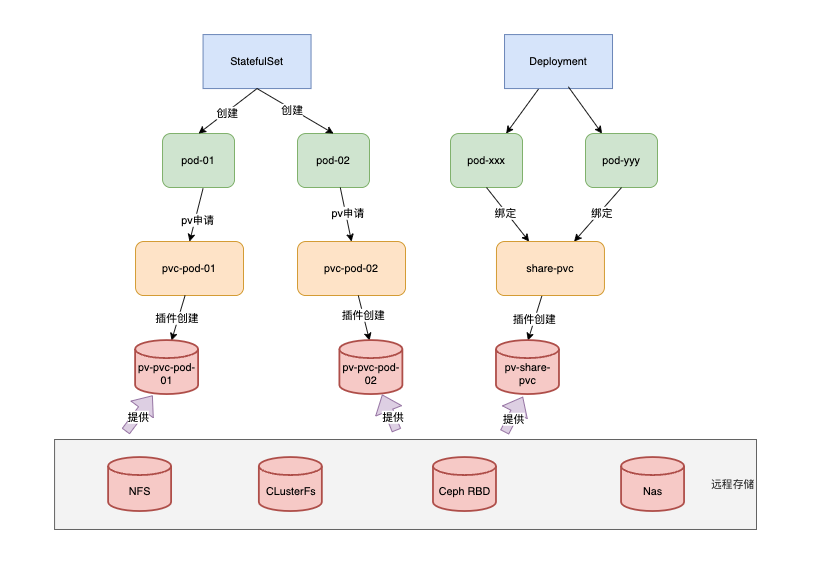 StatefulSet
Deployment
创建
创建
pod-01
pod-02
pod-xxx
pod-yyy
pv申请
pv申请
绑定
绑定
pvc-pod-01
pvc-pod-02
share-pvc
插件创建
插件创建
插件创建
pv-pvc-pod-
01
pv-pvc-pod-
02
pv-share-
pvc
提供
提供
提供
NFS
CLusterFs
Ceph RBD
Nas
远程存储